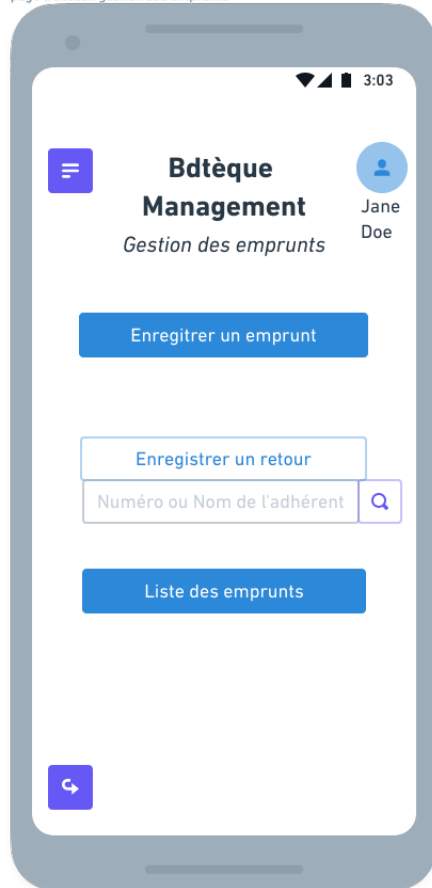 3:03
Bdtèque
Management
Gestion des emprunts
Jane
Doe
Enregitrer un emprunt
Enregistrer un retour
Numéro ou Nom de l'adhérent
Liste des emprunts